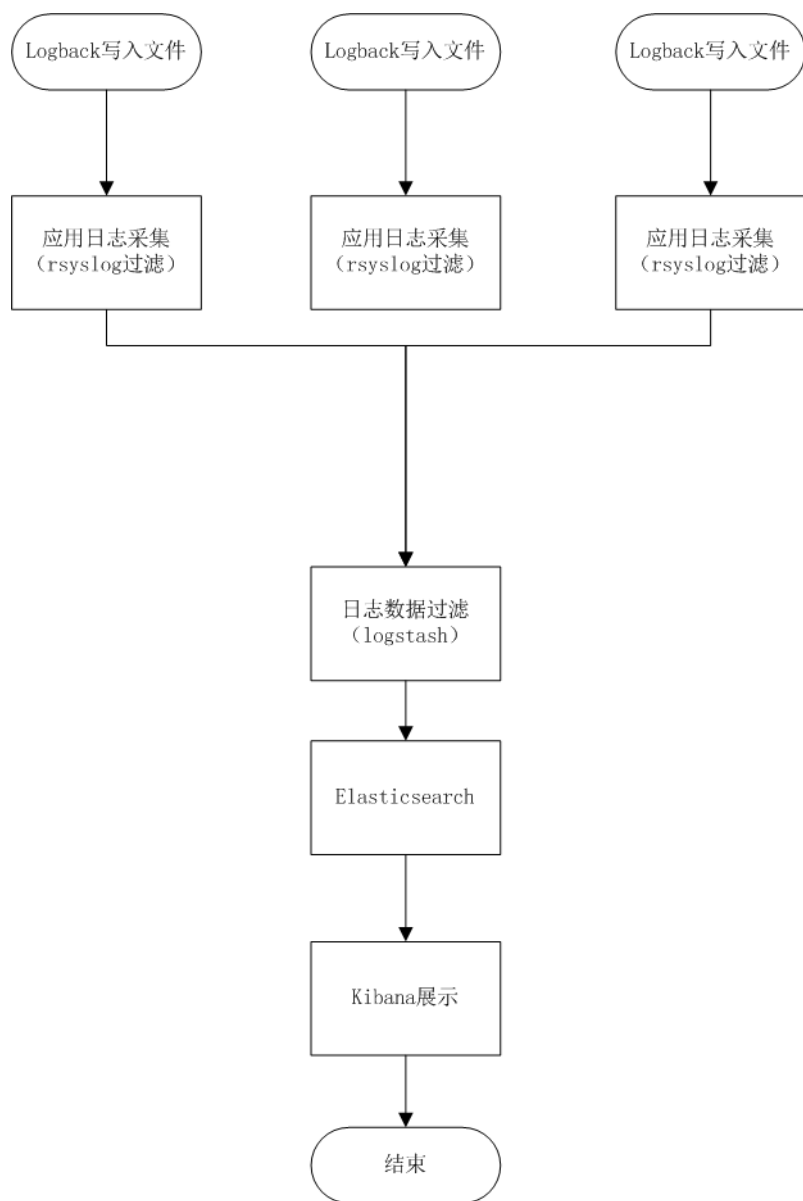 Logback写入文件
Logback写入文件
Logback写入文件
应用日志采集
（rsyslog过滤）
应用日志采集
（rsyslog过滤）
应用日志采集
（rsyslog过滤）
日志数据过滤
（logstash）
Elasticsearch
Kibana展示
结束